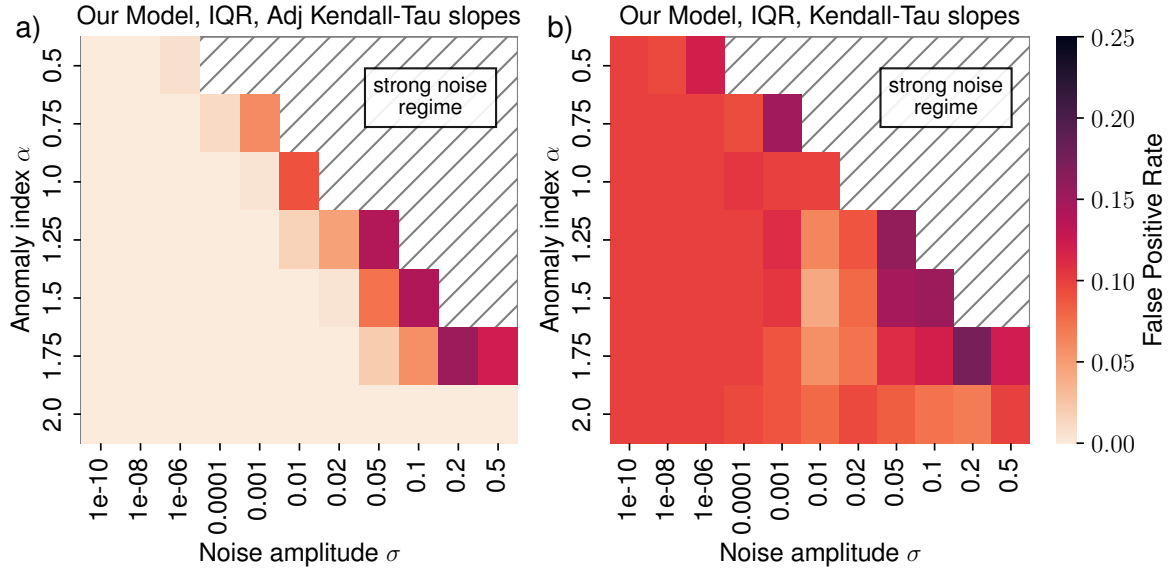 Our Model, IQR, Adj Kendall-Tau slopes
a)
strong noise
regime
Anomaly index α
0.5
0.75
1.0
1.25
1.5
1.75
2.0
1e-10
1e-08
1e-06
0.0001
0.001
0.01
0.02
0.05
0.1
0.2
0.5
Noise amplitude σ
Our Model, IQR, Kendall-Tau slopes
b)
strong noise
regime
Anomaly index α
0.5
0.75
1.0
1.25
1.5
1.75
2.0
1e-10
1e-08
1e-06
0.0001
0.001
0.01
0.02
0.05
0.1
0.2
0.5
Noise amplitude σ
0.25
0.20
0.15
0.10
0.05
0.00
False Positive Rate